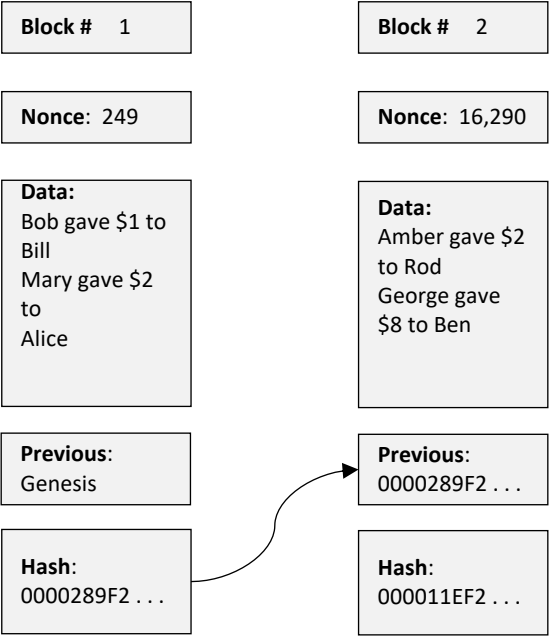 Block #  1
Nonce:  249
Data:
Bob gave $1 to
Bill
Mary gave $2
to
Alice
Previous:
Genesis
Hash:
0000289F2 . . .
Block #  2
Nonce:  16,290
Data:
Amber gave $2
to Rod
George gave
$8 to Ben
Previous:
0000289F2 . . .
Hash:
000011EF2 . . .